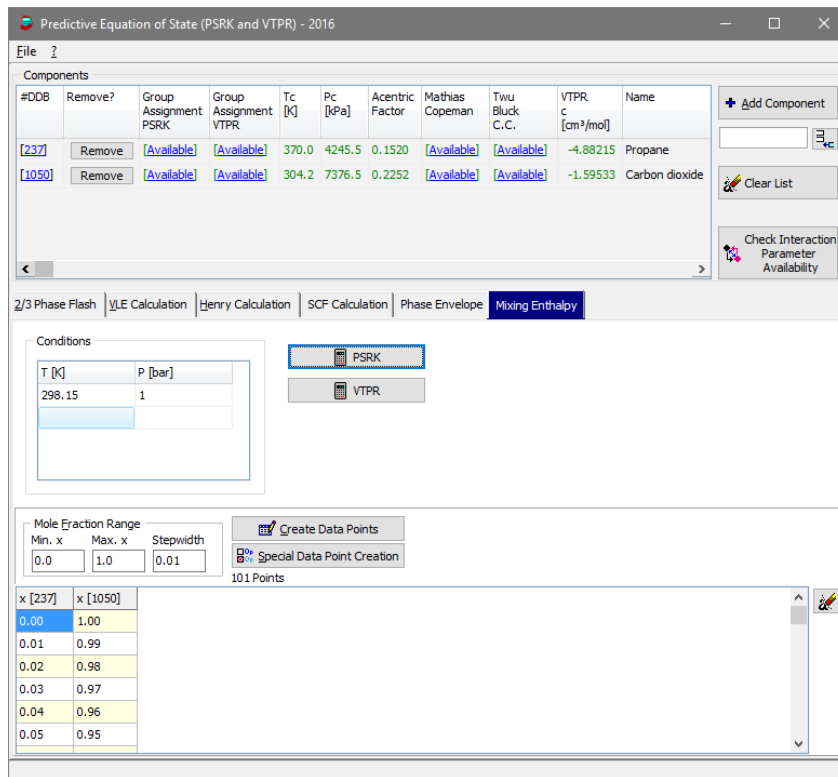 Predictive Equation of State (PSRK and VTPR) - 2016
File ?
Components
#DDB Remove? Group Assignment PSRK Group Assignment VTPR Tc [K] Pc [kPa] Acentric Factor Mathias Copeman Twu Bluck C.C. VTPR c [cm³/mol] Name
[237] Remove [Available] [Available] 370.0 4245.5 0.1520 [Available] [Available] -4.88215 Propane
[1050] Remove [Available] [Available] 304.2 7376.5 0.2252 [Available] [Available] -1.59533 Carbon dioxide
Add Component
Clear List
Check Interaction
Parameter
Availability
2/3 Phase Flash VLE Calculation Henry Calculation SCF Calculation Phase Envelope Mixing Enthalpy
Conditions
T [K] P [bar]
298.15 1
PSRK
VTPR
Mole Fraction Range
Min. x Max. x Stepwidth
0.0 1.0 0.01
Create Data Points
Special Data Point Creation
101 Points
x [237] x [1050]
0.00 1.00
0.01 0.99
0.02 0.98
0.03 0.97
0.04 0.96
0.05 0.95